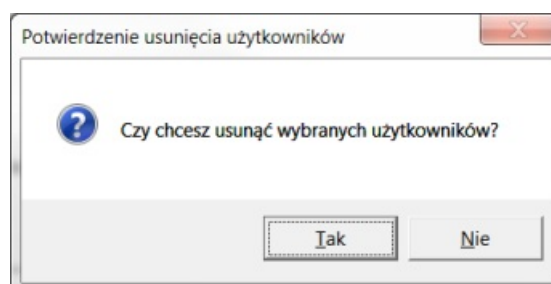 Potwierdzenie usunięcia użytkowników
Czy chcesz usunąć wybranych użytkowników?
Tak
Nie